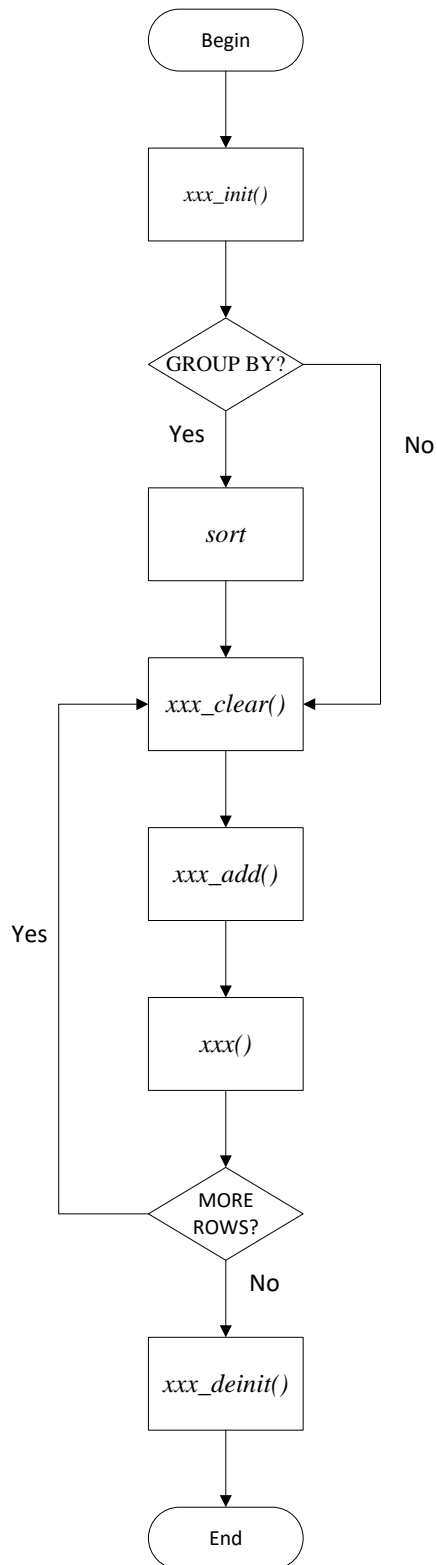 Begin
xxx_init()
GROUP BY?
Yes
No
sort
xxx_clear()
xxx_add()
Yes
xxx()
MORE
ROWS?
No
xxx_deinit()
End